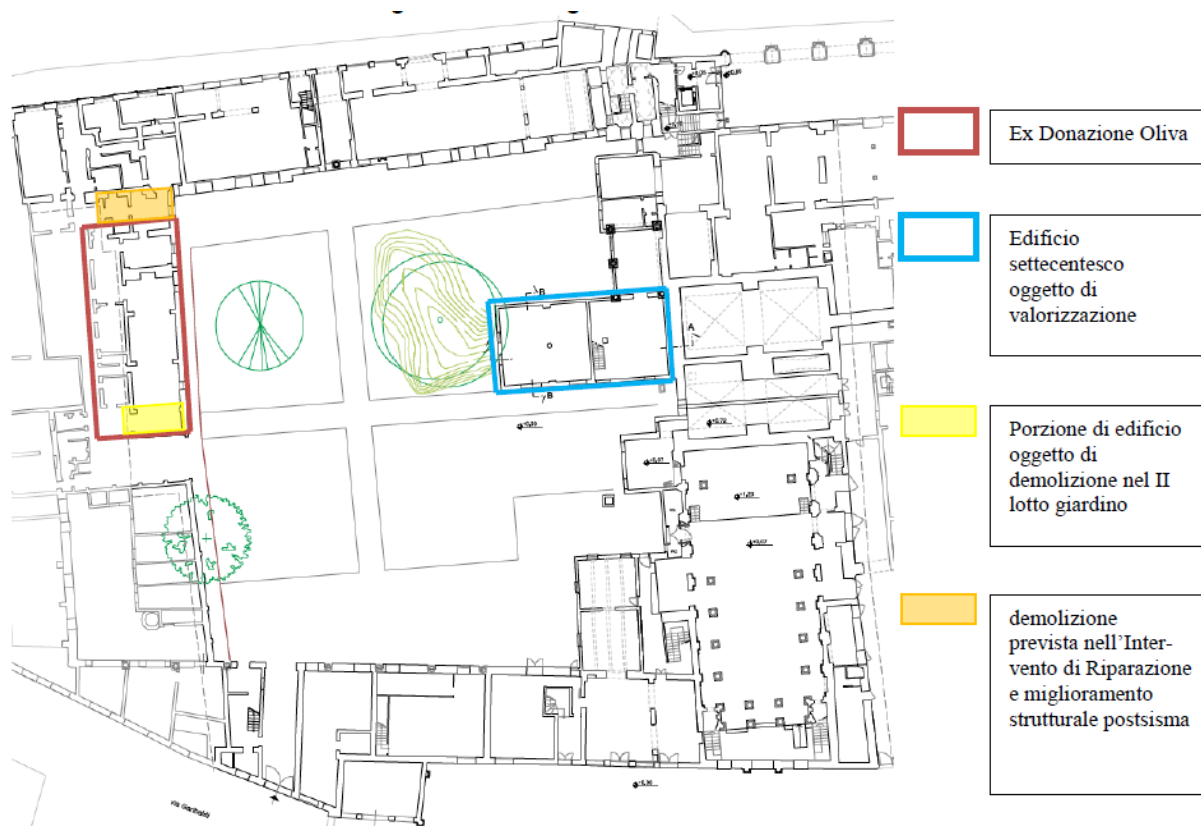 Ex Donazione Oliva
Edificio
settecentesco
oggetto di
valorizzazione
Porzione di edificio
oggetto di
demolizione nel II
lotto giardino
demolizione
prevista nell'Inter-
vento di Riparazione
e miglioramento
strutturale postsisma
B
A
B
via Garibaldi